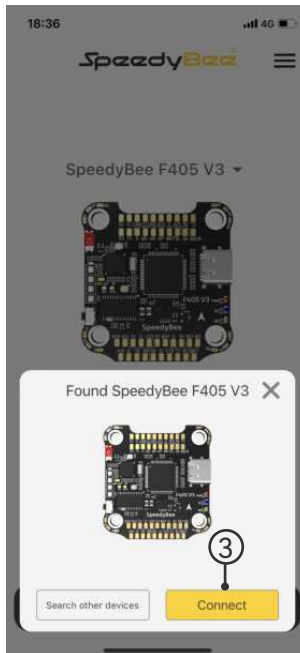 18:36 4G
SpeedyBee
SpeedyBee F405 V3
F405 V3
SpeedyBee
Found SpeedyBee F405 V3
F405 V3
SpeedyBee
3
Search other devices Connect